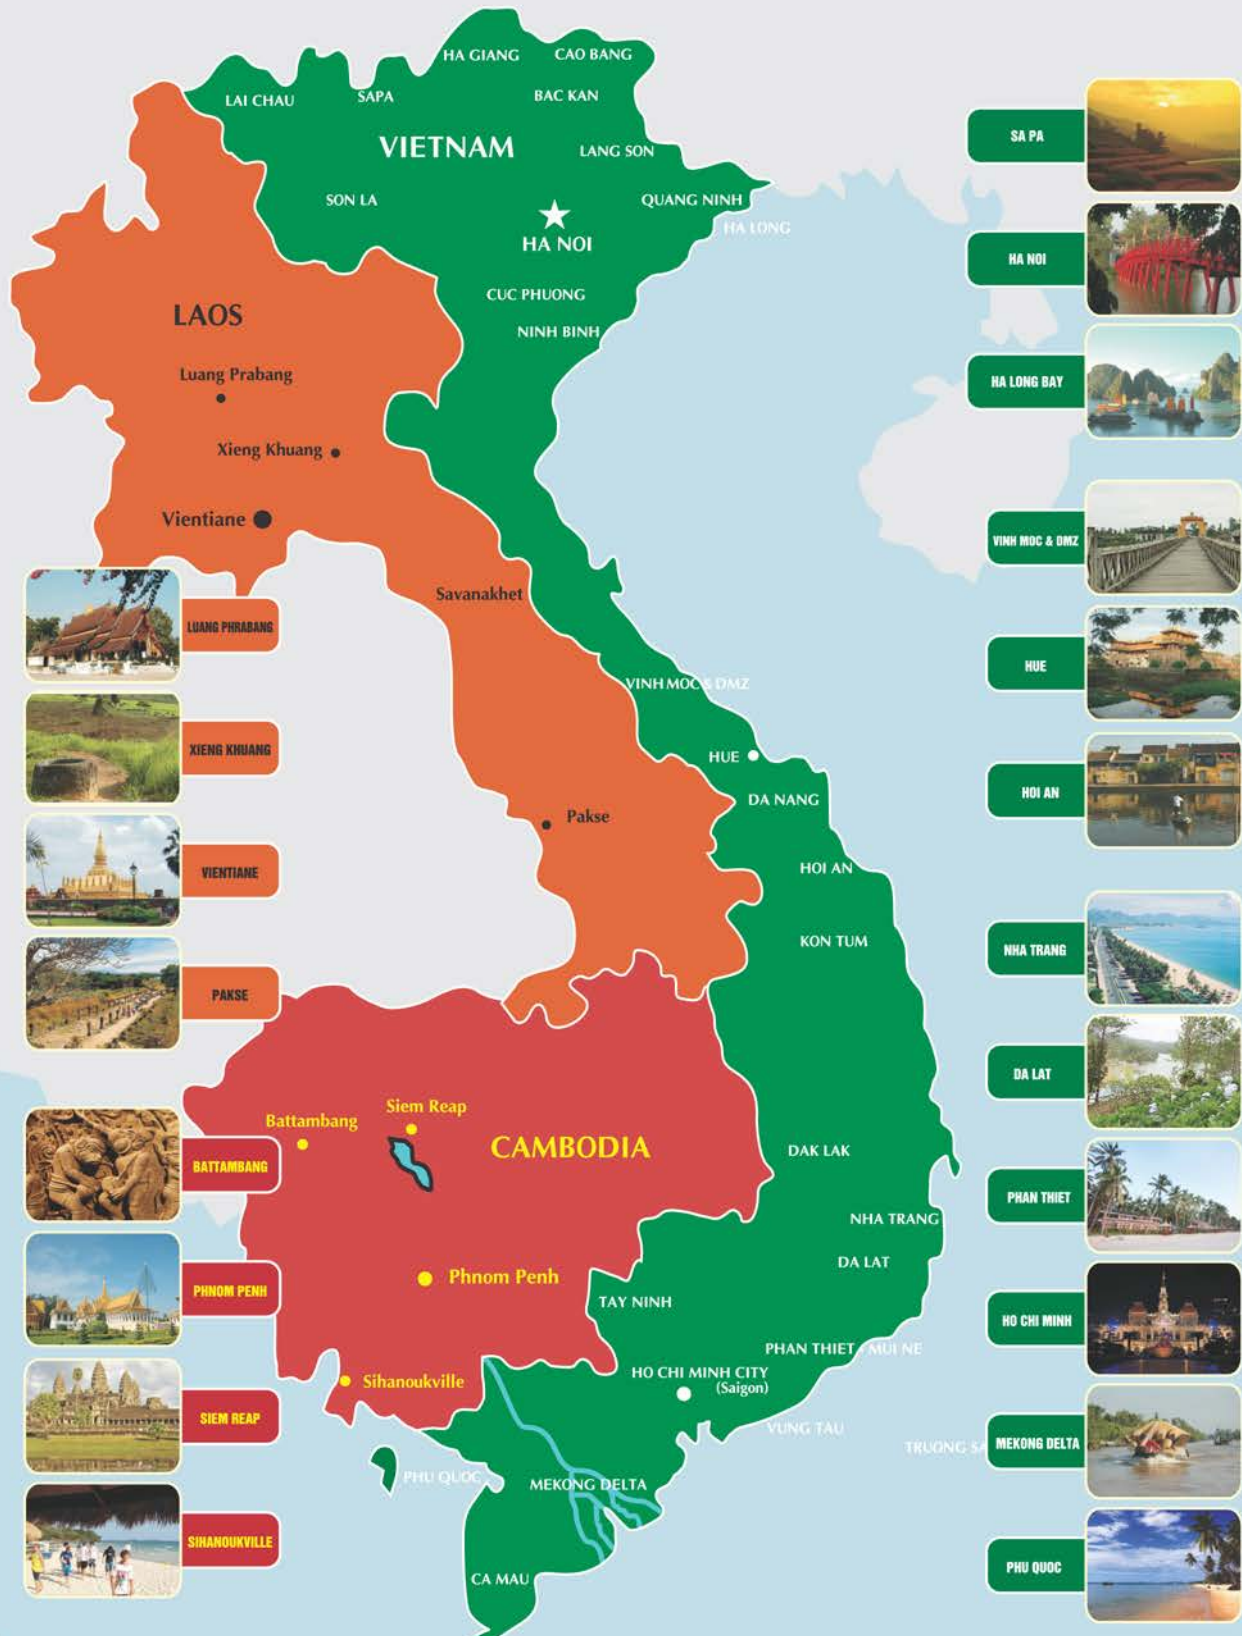 HA GIANG
CAO BANG
LAI CHAU
SAPA
BAC KAN
VIETNAM
LANG SON
SON LA
QUANG NINH
HA LONG
HA NOI
CUC PHUONG
NINH BINH
LAOS
Luang Prabang
Xieng Khuang
Vientiane
Savanakhet
VINH MOC & DMZ
HUE
DA NANG
Pakse
HOI AN
KON TUM
Battambang
Siem Reap
CAMBODIA
DAK LAK
NHA TRANG
DA LAT
Phnom Penh
TAY NINH
PHAN THIET / MUI NE
Sihanoukville
HO CHI MINH CITY
(Saigon)
VUNG TAU
TRUONG SA
PHU QUOC
MEKONG DELTA
CA MAU
LUANG PHRABANG
XIENG KHUANG
VIENTIANE
PAKSE
BATTAMBANG
PHNOM PENH
SIEM REAP
SIHANOUKVILLE
SA PA
HA NOI
HA LONG BAY
VINH MOC & DMZ
HUE
HOI AN
NHA TRANG
DA LAT
PHAN THIET
HO CHI MINH
MEKONG DELTA
PHU QUOC